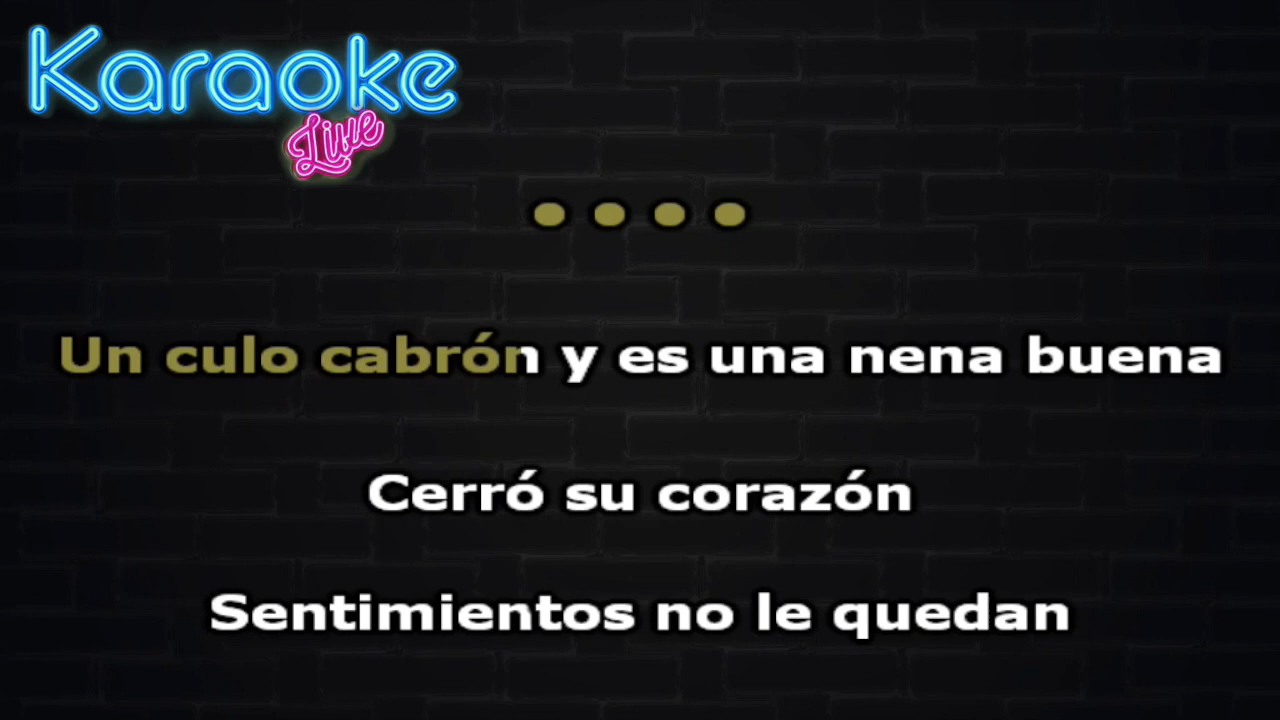 Karaoke
Live
Un culo cabrón y es una nena buena
Cerró su corazón
Sentimientos no le quedan